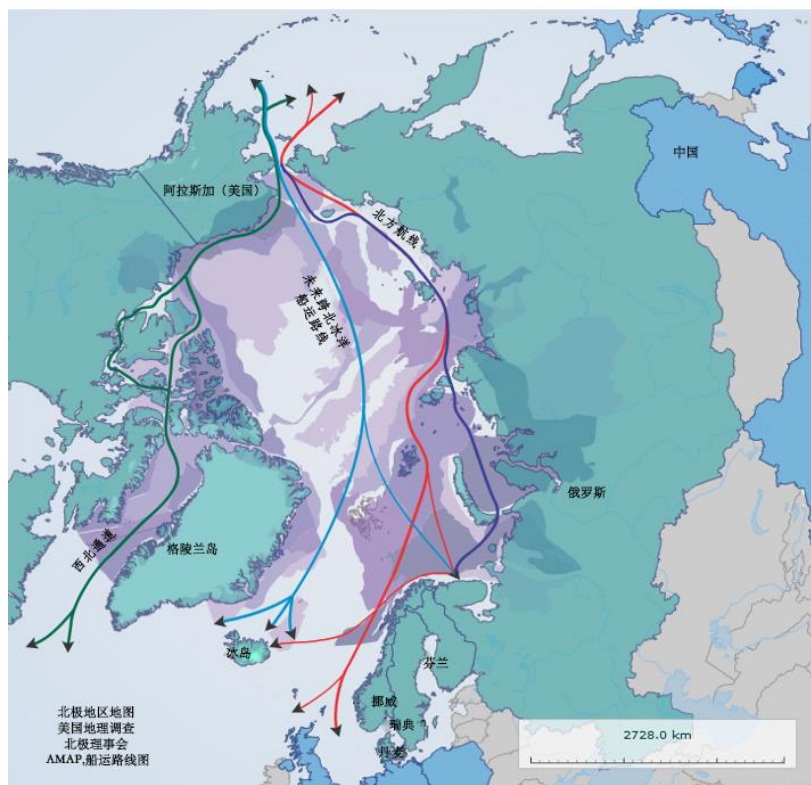 中国
阿拉斯加（美国）
北方航线
未来跨北冰洋
船运路线
俄罗斯
格陵兰岛
西北通道
冰岛
芬兰
挪威
瑞典
丹麦
北极地区地图
美国地理调查
北极理事会
AMAP,船运路线图
2728.0 km